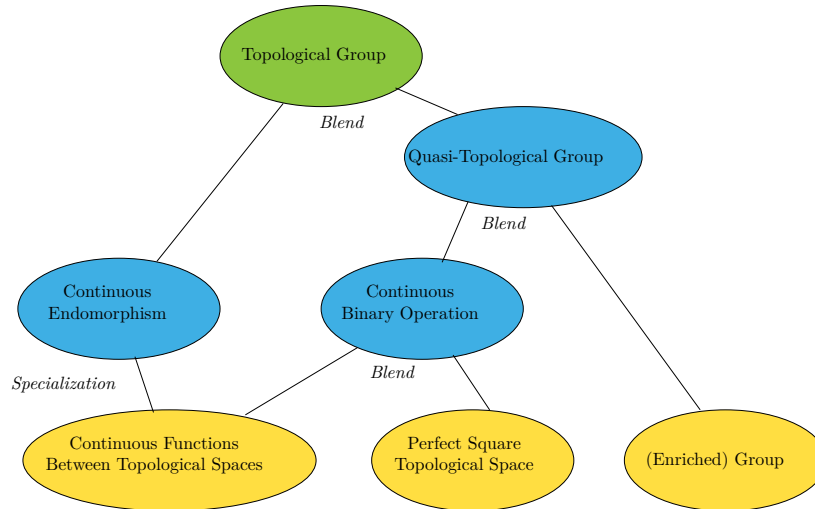 Topological Group
Blend
Quasi-Topological Group
Blend
Continuous
Endomorphism
Continuous
Binary Operation
Specialization
Blend
Continuous Functions
Between Topological Spaces
Perfect Square
Topological Space
(Enriched) Group